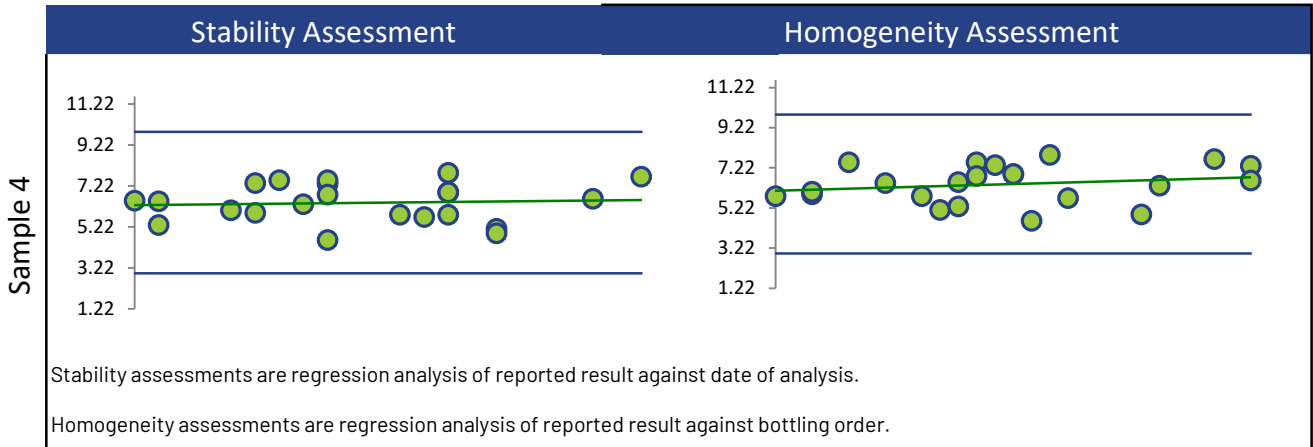 Stability Assessment
Homogeneity Assessment
Sample 4
11.22
9.22
7.22
5.22
3.22
1.22
11.22
9.22
7.22
5.22
3.22
1.22
Stability assessments are regression analysis of reported result against date of analysis.
Homogeneity assessments are regression analysis of reported result against bottling order.